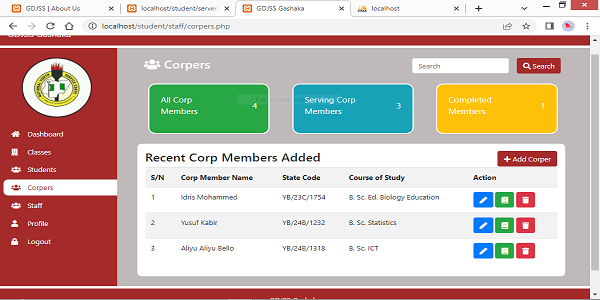 GDJSS | About Us
localhost/student/server
GDJSS Gashaka
localhost
localhost/student/staff/corpers.php
GDJSS Gashaka
Corpers
Search
Search
All Corp Members 4
Serving Corp Members 3
Completed Members 1
Dashboard
Classes
Students
Corpers
Staff
Profile
Logout
Recent Corp Members Added
+ Add Corper
S/N Corp Member Name State Code Course of Study Action
1 Idris Mohammed YB/23C/1754 B. Sc. Ed. Biology Education
2 Yusuf Kabir YB/24B/1232 B. Sc. Statistics
3 Aliyu Aliyu Bello YB/24B/1318 B. Sc. ICT